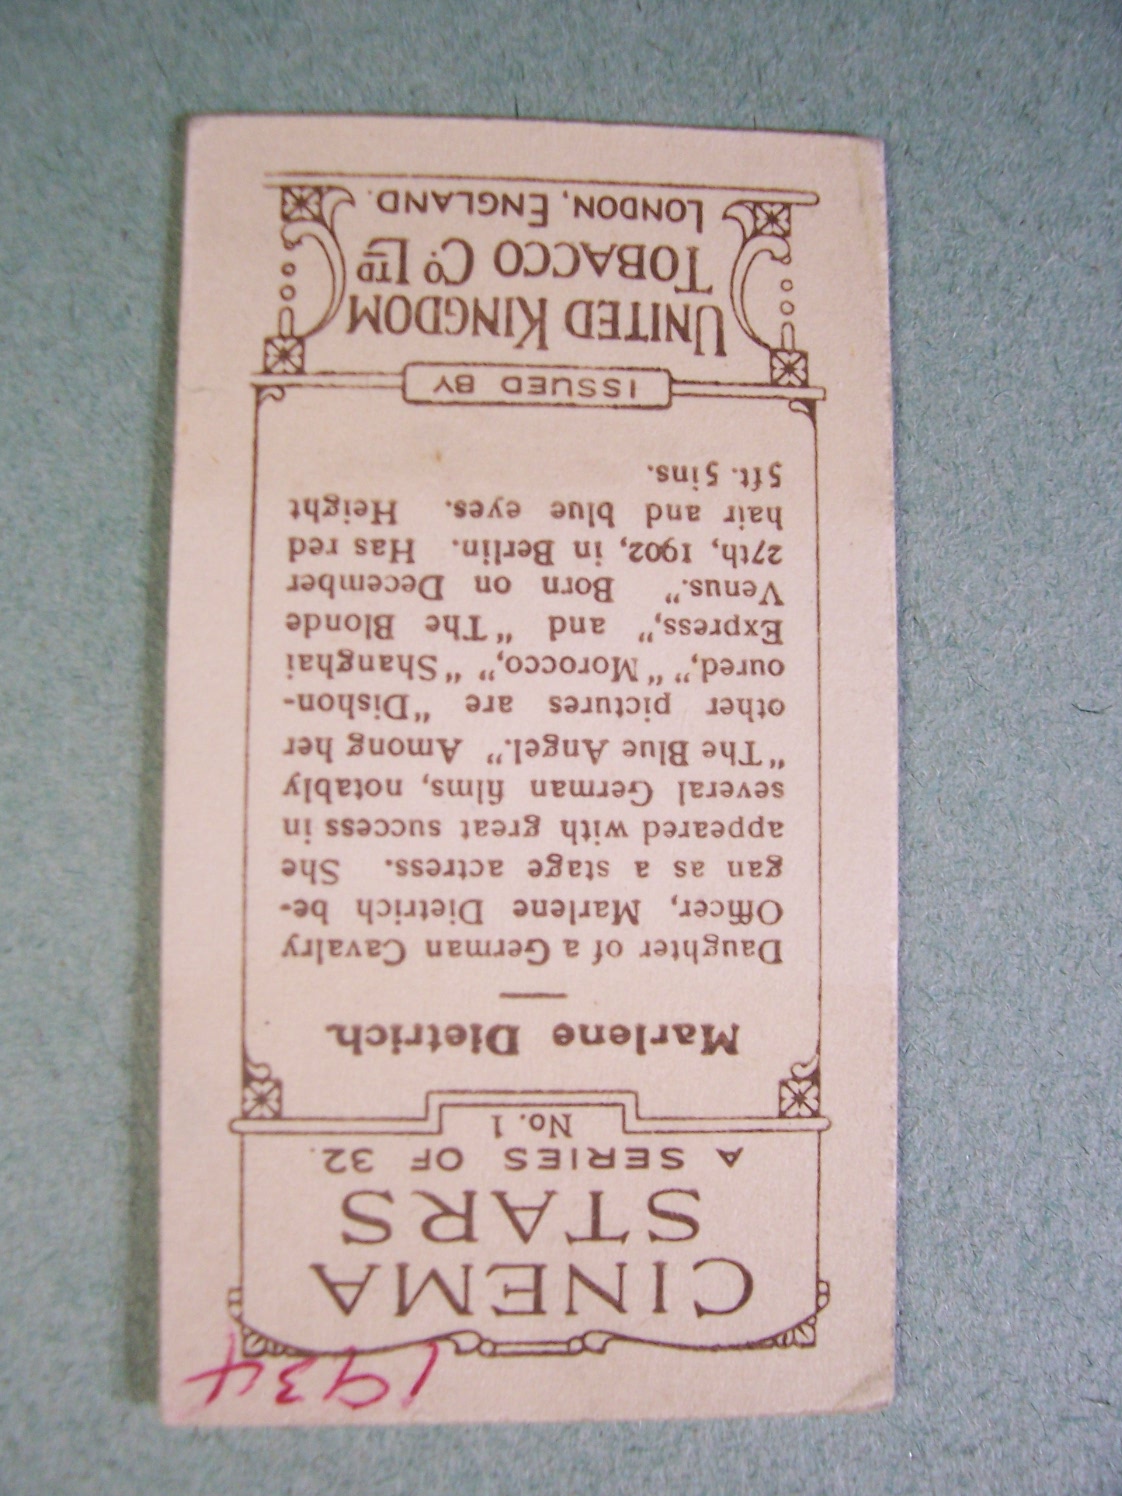 1934
CINEMA
STARS
A SERIES OF 32.
No. 1
Marlene Dietrich.
Daughter of a German Cavalry
Officer, Marlene Dietrich be-
gan as a stage actress. She
appeared with great success in
several German films, notably
"The Blue Angel." Among her
other pictures are "Dishon-
oured," "Morocco," "Shanghai
Express," and "The Blonde
Venus." Born on December
27th, 1902, in Berlin. Has red
hair and blue eyes. Height
5ft. 5ins.
ISSUED BY
UNITED KINGDOM
TOBACCO CO LTD
LONDON, ENGLAND.